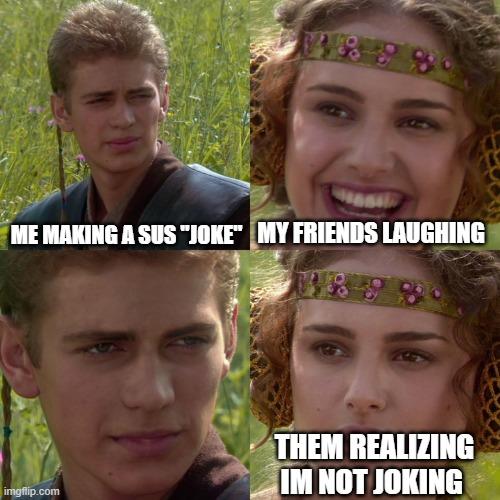 ME MAKING A SUS "JOKE"
MY FRIENDS LAUGHING
THEM REALIZING
IM NOT JOKING
imgflip.com